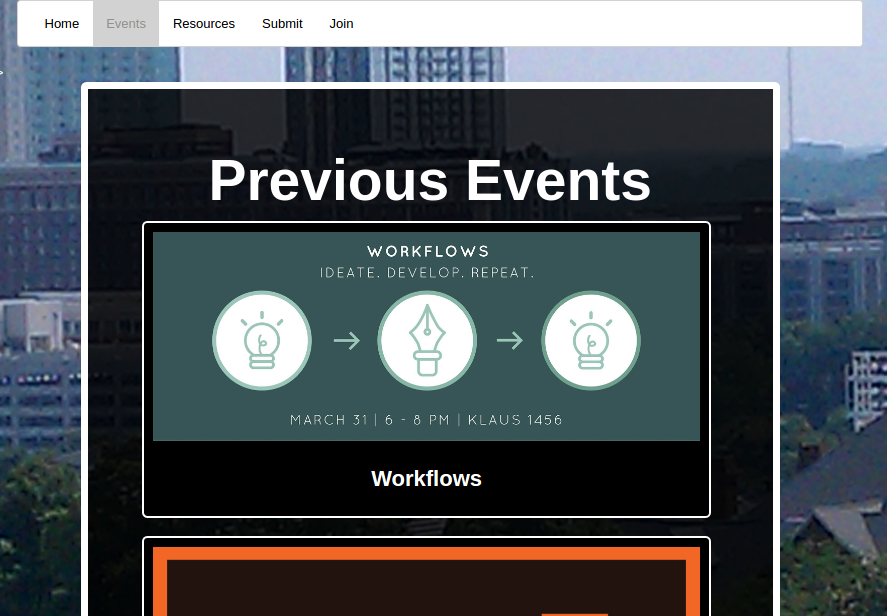 Home Events Resources Submit Join
>
Previous Events
WORKFLOWS
IDEATE. DEVELOP. REPEAT.
MARCH 31 | 6 - 8 PM | KLAUS 1456
Workflows